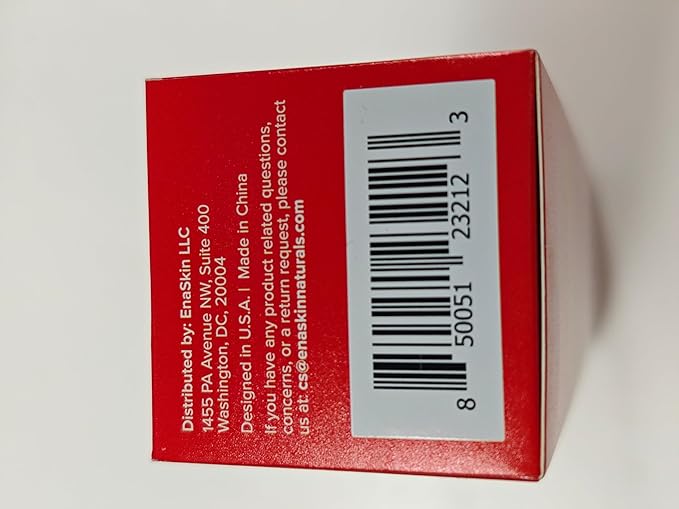 Distributed by: EnaSkin LLC
1455 PA Avenue NW, Suite 400
Washington, DC, 20004
Designed in U.S.A. | Made in China
If you have any product related questions,
concerns, or a return request, please contact
us at: cs@enaskinnaturals.com
8 50051 23212 3